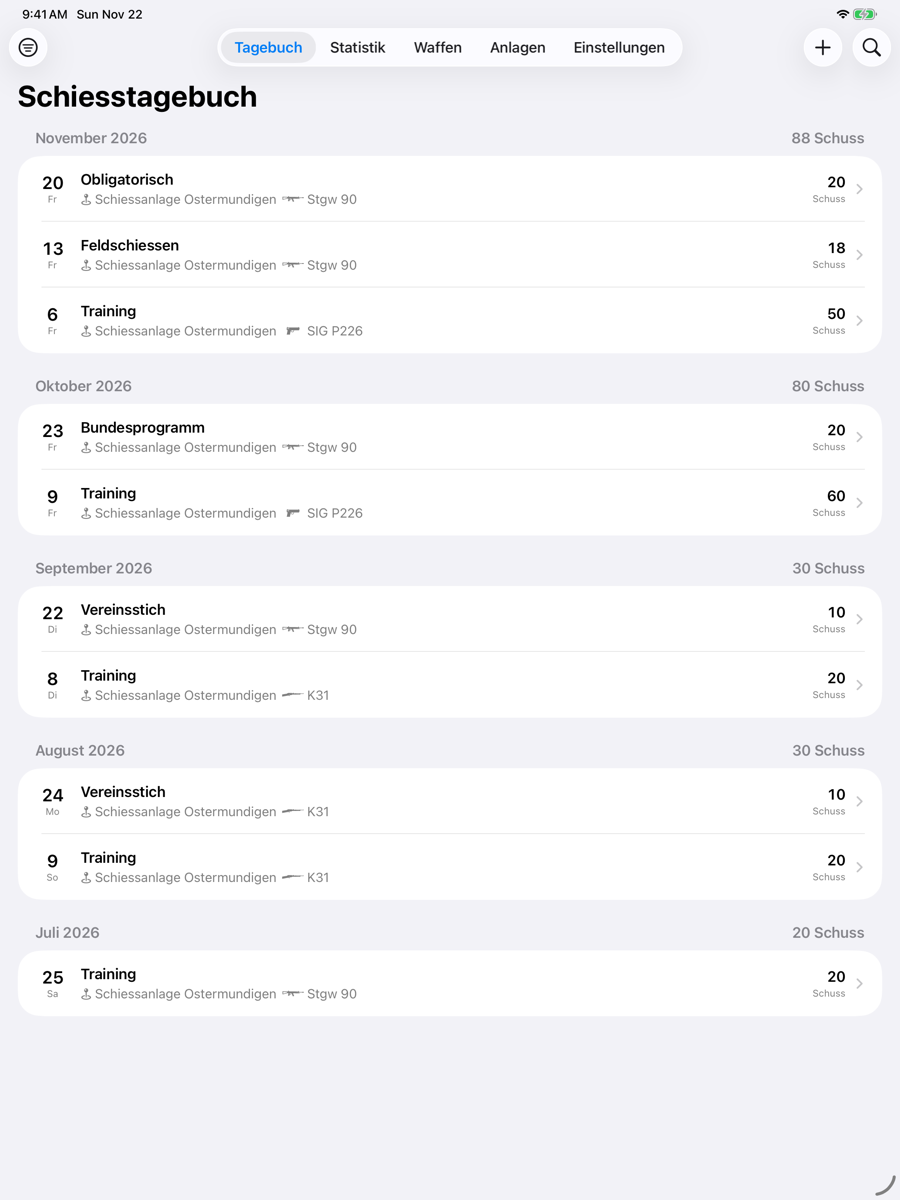 9:41 AM Sun Nov 22
Tagebuch Statistik Waffen Anlagen Einstellungen
Schiesstagebuch
November 2026 88 Schuss
20 Obligatorisch 20
Fr Schiessanlage Ostermundigen Stgw 90 Schuss
13 Feldschiessen 18
Fr Schiessanlage Ostermundigen Stgw 90 Schuss
6 Training 50
Fr Schiessanlage Ostermundigen SIG P226 Schuss
Oktober 2026 80 Schuss
23 Bundesprogramm 20
Fr Schiessanlage Ostermundigen Stgw 90 Schuss
9 Training 60
Fr Schiessanlage Ostermundigen SIG P226 Schuss
September 2026 30 Schuss
22 Vereinsstich 10
Di Schiessanlage Ostermundigen Stgw 90 Schuss
8 Training 20
Di Schiessanlage Ostermundigen K31 Schuss
August 2026 30 Schuss
24 Vereinsstich 10
Mo Schiessanlage Ostermundigen K31 Schuss
9 Training 20
So Schiessanlage Ostermundigen K31 Schuss
Juli 2026 20 Schuss
25 Training 20
Sa Schiessanlage Ostermundigen Stgw 90 Schuss